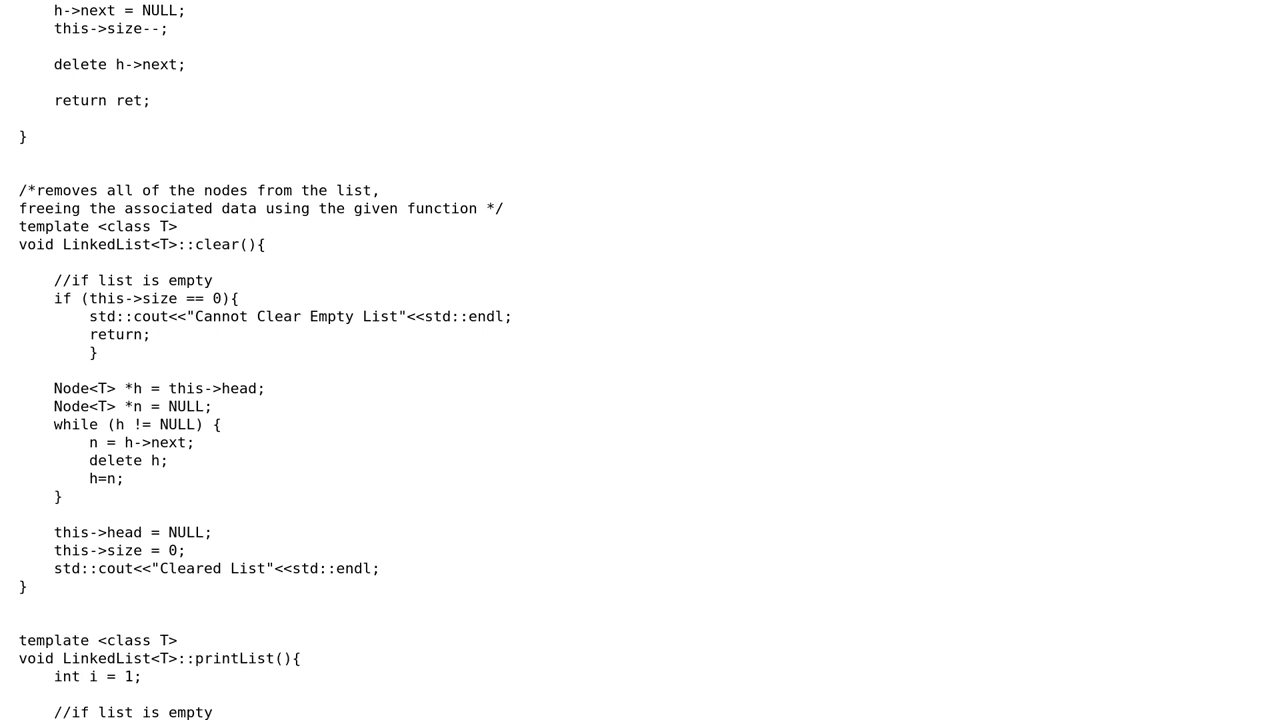 h->next = NULL;
this->size--;
delete h->next;
return ret;
}
/*removes all of the nodes from the list,
freeing the associated data using the given function */
template <class T>
void LinkedList<T>::clear(){
//if list is empty
if (this->size == 0){
std::cout<<"Cannot Clear Empty List"<<std::endl;
return;
}
Node<T> *h = this->head;
Node<T> *n = NULL;
while (h != NULL) {
n = h->next;
delete h;
h=n;
}
this->head = NULL;
this->size = 0;
std::cout<<"Cleared List"<<std::endl;
}
template <class T>
void LinkedList<T>::printList(){
int i = 1;
//if list is empty